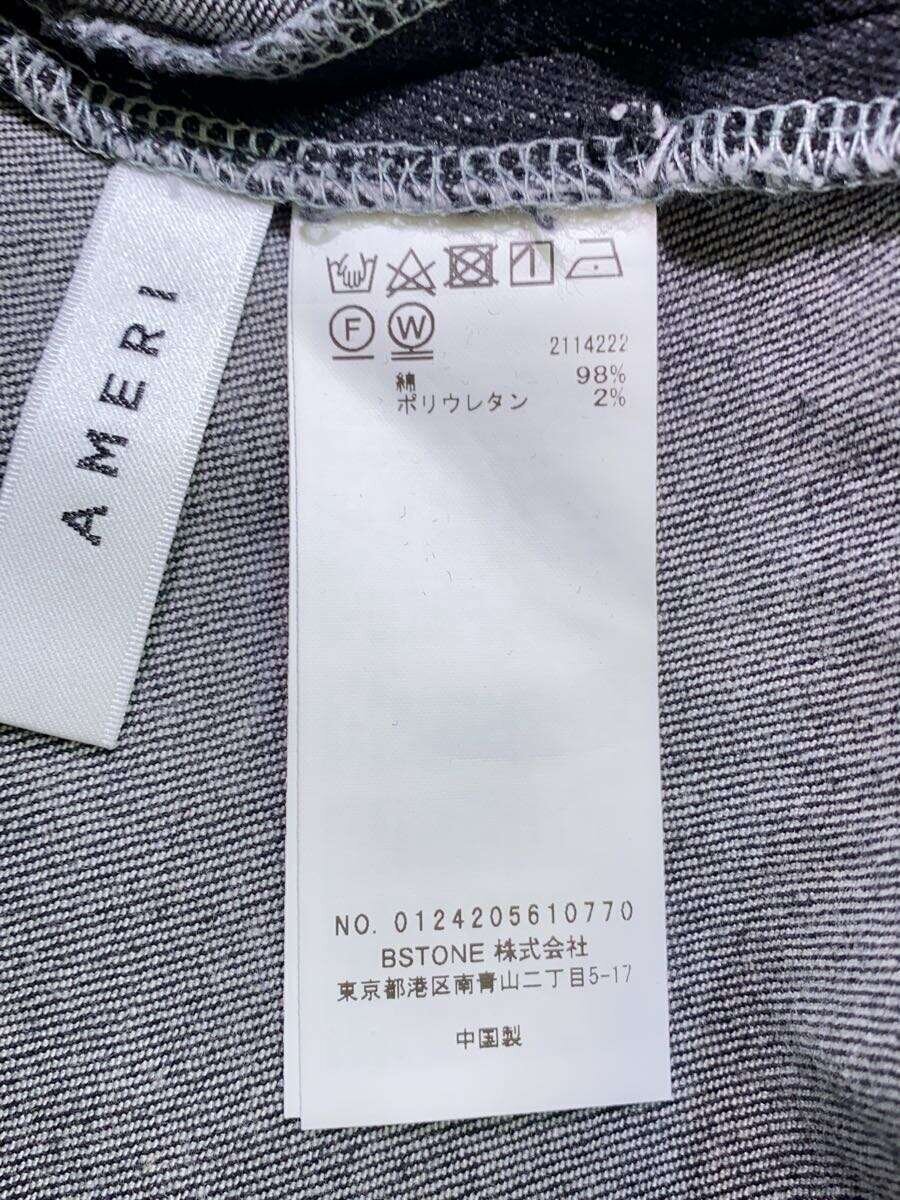 AMERI
F W
2114222
綿 98%
ポリウレタン 2%
NO. 0124205610770
BSTONE 株式会社
東京都港区南青山二丁目5-17
中国製